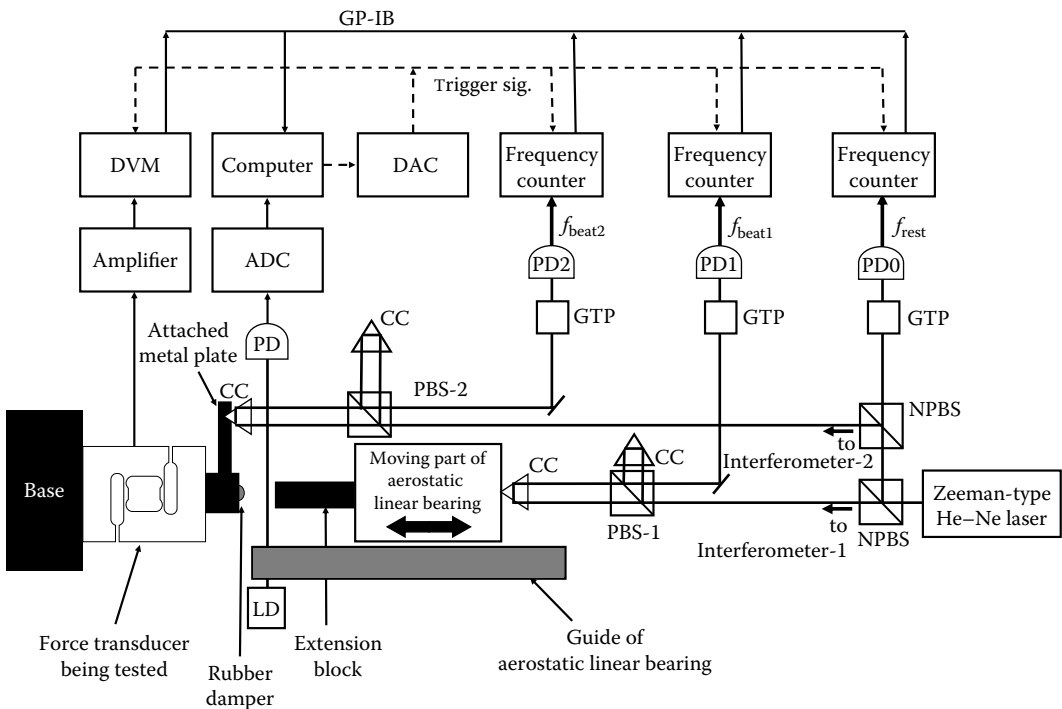 GP-IB
Trigger sig.
DVM
Computer
DAC
Frequency
counter
Frequency
counter
Frequency
counter
f_beat2
f_beat1
f_rest
Amplifier
ADC
PD2
PD1
PD0
Attached
metal plate
PD
CC
GTP
GTP
GTP
CC
PBS-2
NPBS
to
Interferometer-2
Base
Moving part of
aerostatic
linear bearing
CC
CC
PBS-1
to
Interferometer-1
NPBS
Zeeman-type
He–Ne laser
LD
Force transducer
being tested
Rubber
damper
Extension
block
Guide of
aerostatic linear bearing